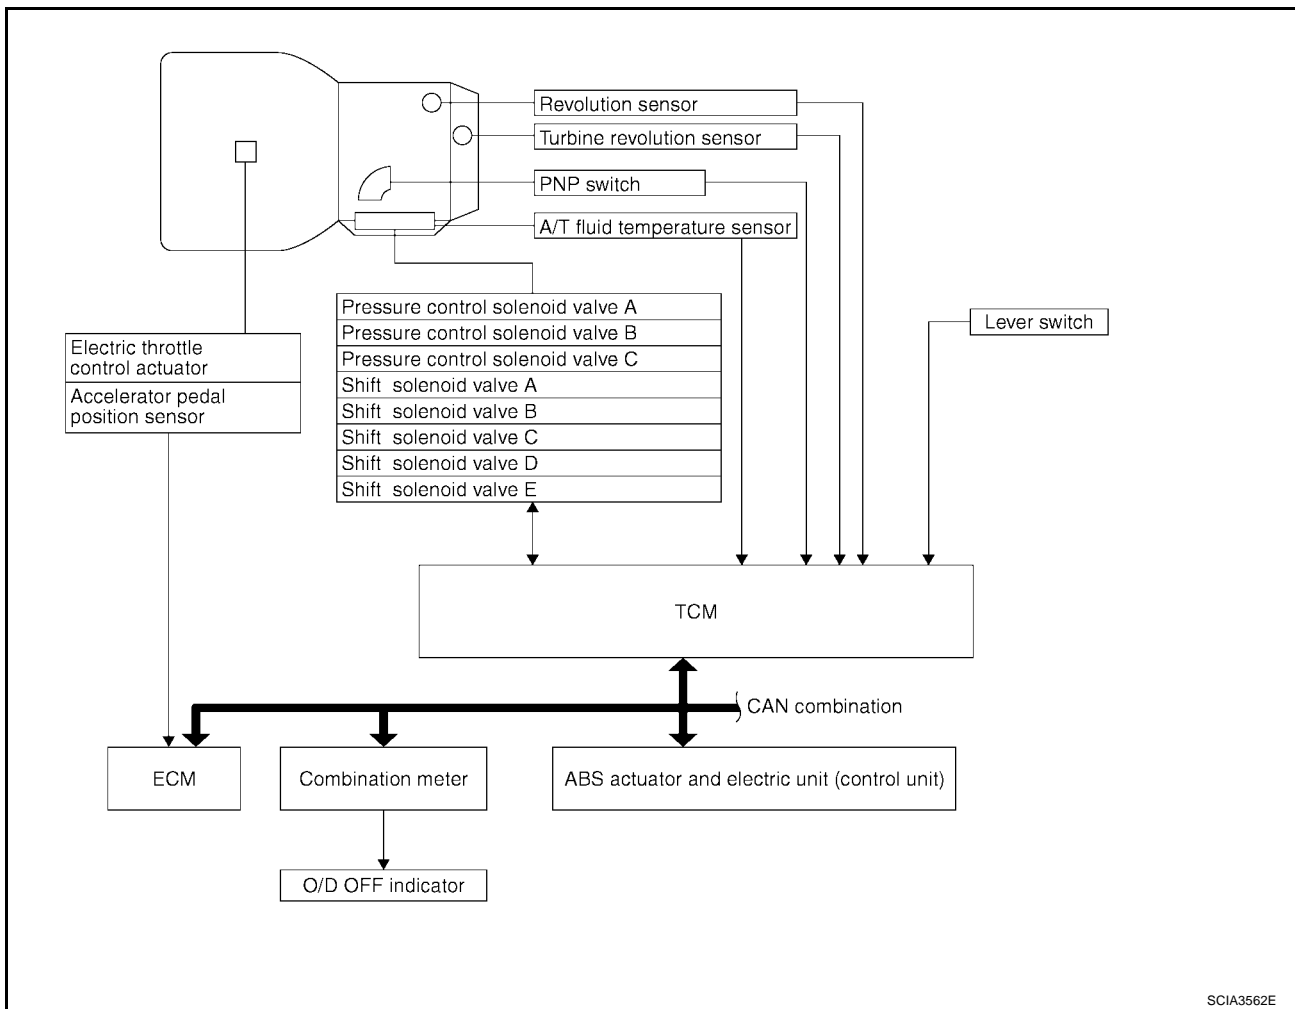 Revolution sensor
Turbine revolution sensor
PNP switch
A/T fluid temperature sensor
Pressure control solenoid valve A
Pressure control solenoid valve B
Pressure control solenoid valve C
Shift solenoid valve A
Shift solenoid valve B
Shift solenoid valve C
Shift solenoid valve D
Shift solenoid valve E
Lever switch
Electric throttle
control actuator
Accelerator pedal
position sensor
TCM
CAN combination
ECM
Combination meter
ABS actuator and electric unit (control unit)
O/D OFF indicator
SCIA3562E